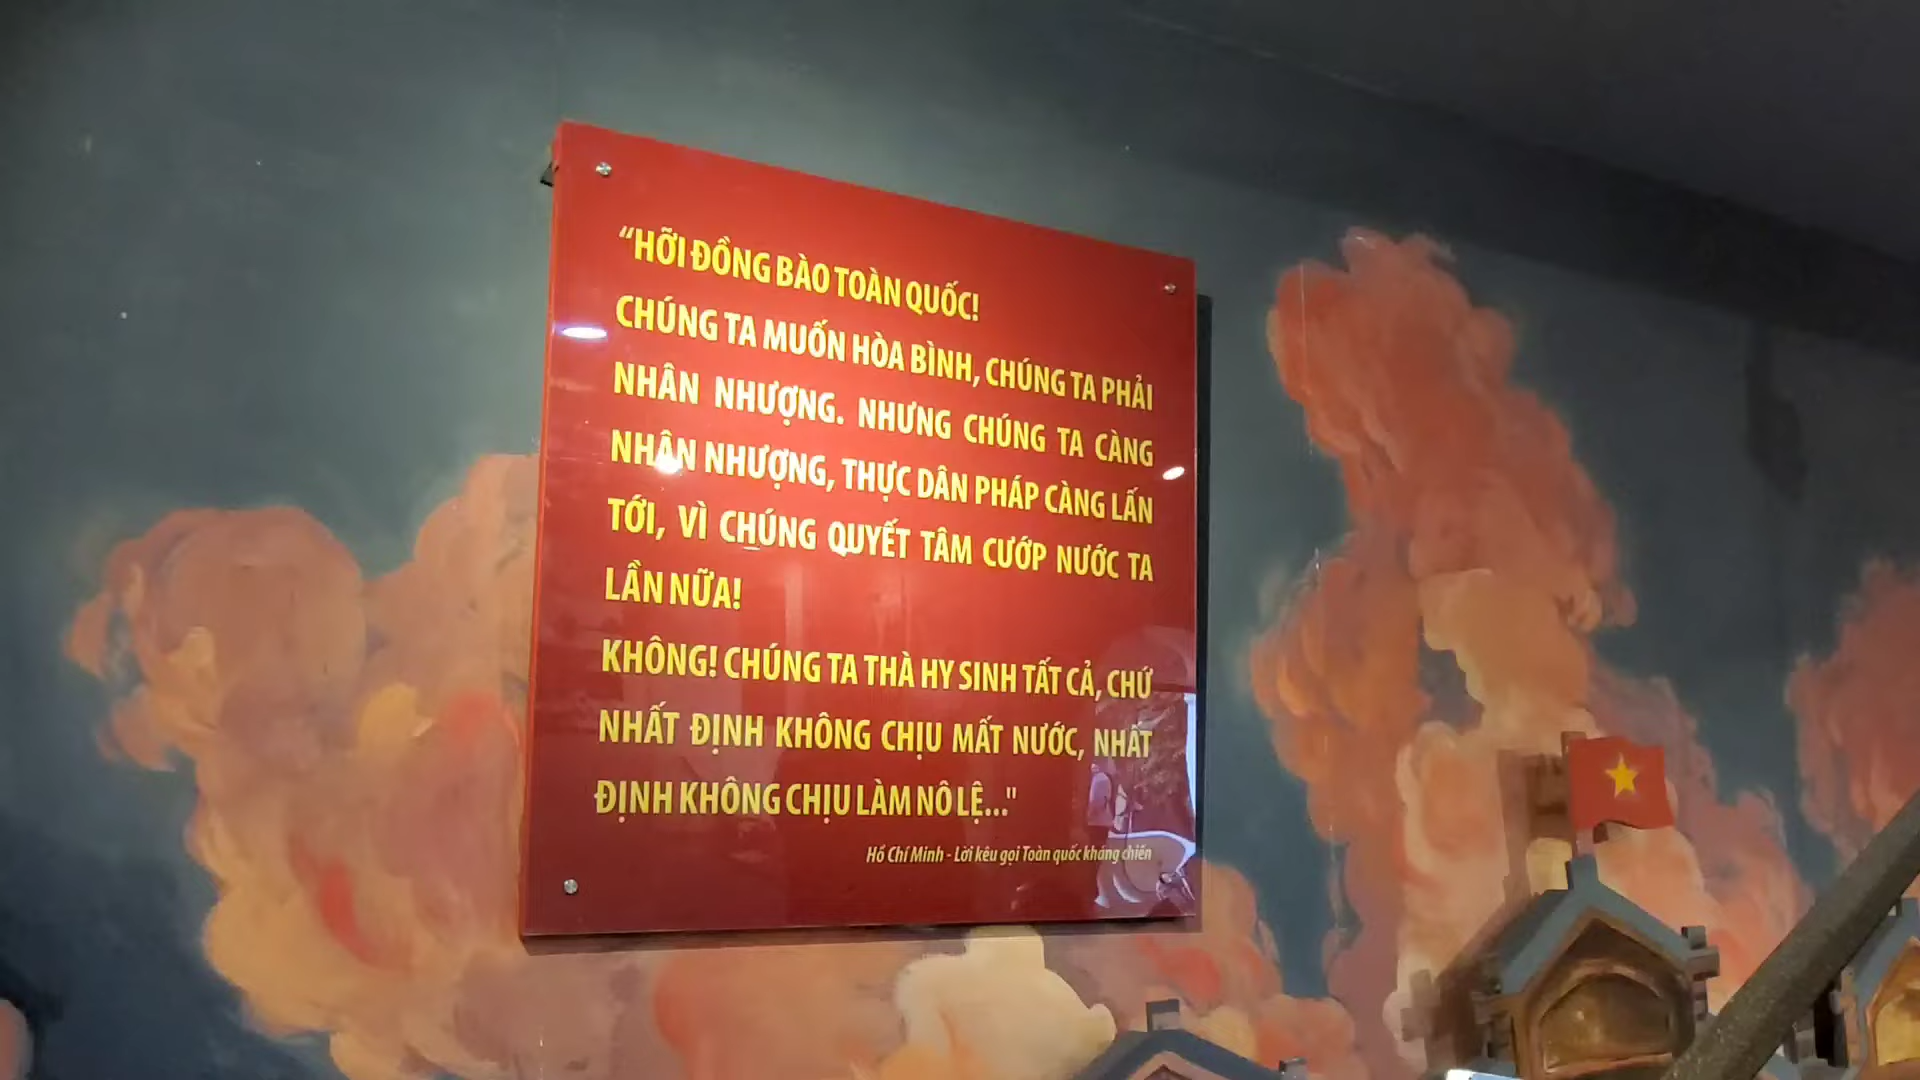 “HỠI ĐỒNG BÀO TOÀN QUỐC!
CHÚNG TA MUỐN HÒA BÌNH, CHÚNG TA PHẢI
NHÂN NHƯỢNG. NHƯNG CHÚNG TA CÀNG
NHÂN NHƯỢNG, THỰC DÂN PHÁP CÀNG LẤN
TỚI, VÌ CHÚNG QUYẾT TÂM CƯỚP NƯỚC TA
LẦN NỮA!
KHÔNG! CHÚNG TA THÀ HY SINH TẤT CẢ, CHỨ
NHẤT ĐỊNH KHÔNG CHỊU MẤT NƯỚC, NHẤT
ĐỊNH KHÔNG CHỊU LÀM NÔ LỆ..."
Hồ Chí Minh - Lời kêu gọi Toàn quốc kháng chiến